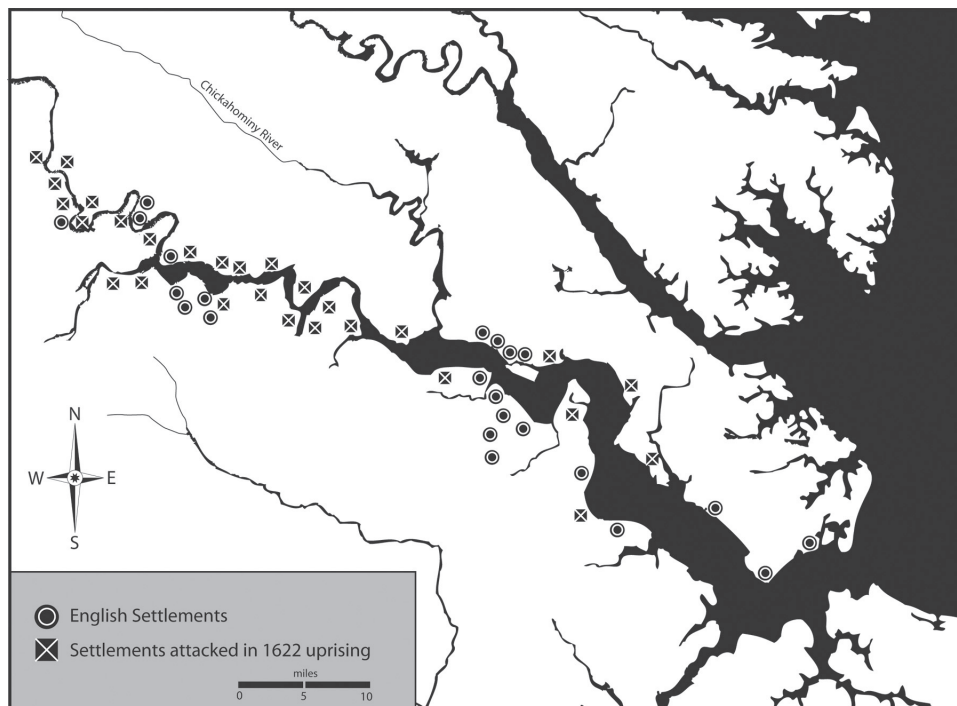 Chickahominy River
N
W E
S
English Settlements
Settlements attacked in 1622 uprising
miles
0 5 10